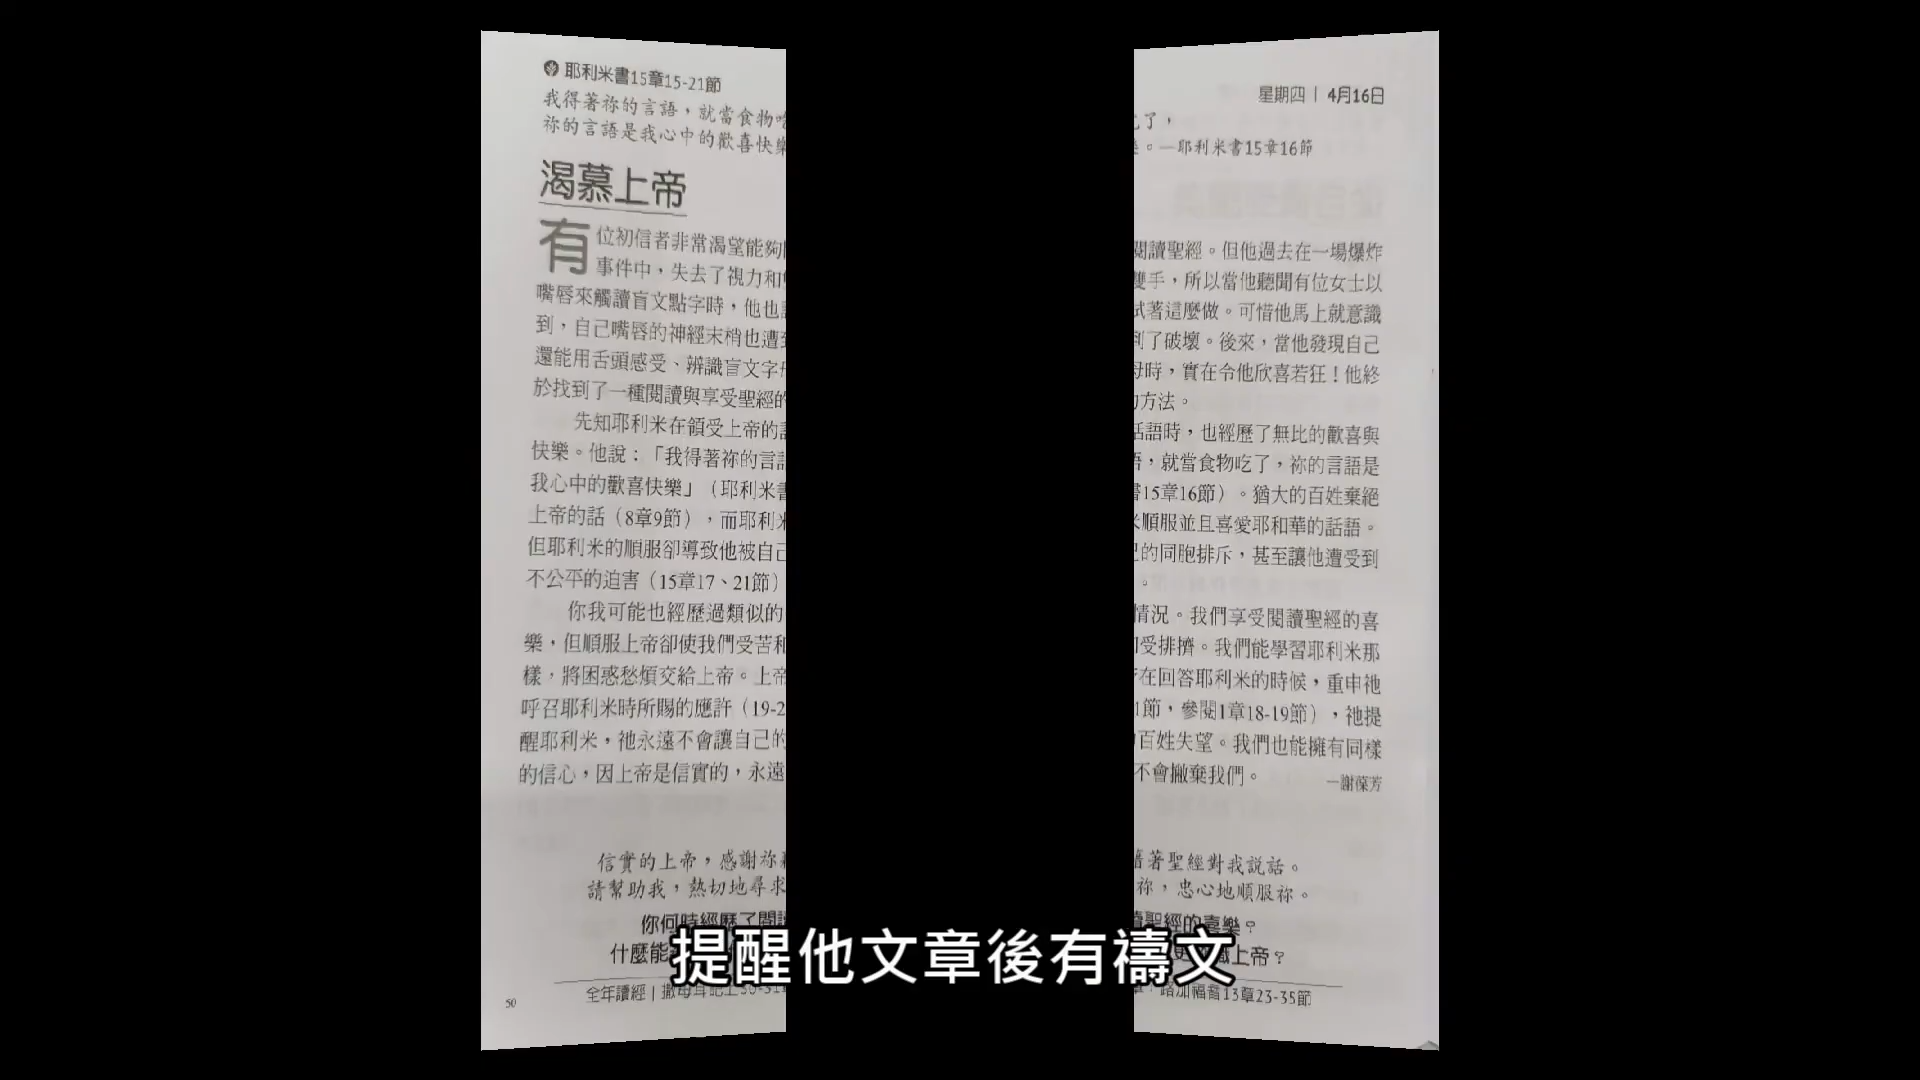 耶利米書15章15-21節
星期四 | 4月16日
我得著祢的言語，就當食物吃了，
祢的言語是我心中的歡喜快樂。—耶利米書15章16節
渴慕上帝
有位初信者非常渴望能夠閱讀聖經。但他過去在一場爆炸
事件中，失去了視力和雙手，所以當他聽聞有位女士以
嘴唇來觸讀盲文點字時，他也試著這麼做。可惜他馬上就意識
到，自己嘴唇的神經末梢也遭到了破壞。後來，當他發現自己
還能用舌頭感受、辨識盲文字母時，實在令他欣喜若狂！他終
於找到了一種閱讀與享受聖經的方法。
先知耶利米在領受上帝的話語時，也經歷了無比的歡喜與
快樂。他說：「我得著祢的言語，就當食物吃了，祢的言語是
我心中的歡喜快樂」（耶利米書15章16節）。猶大的百姓棄絕
上帝的話（8章9節），而耶利米順服並且喜愛耶和華的話語。
但耶利米的順服卻導致他被自己的同胞排斥，甚至讓他遭受到
不公平的迫害（15章17、21節）。
你我可能也經歷過類似的情況。我們享受閱讀聖經的喜
樂，但順服上帝卻使我們受苦和受排擠。我們能學習耶利米那
樣，將困惑愁煩交給上帝。上帝在回答耶利米的時候，重申祂
呼召耶利米時所賜的應許（19-21節，參閱1章18-19節），祂提
醒耶利米，祂永遠不會讓自己的百姓失望。我們也能擁有同樣
的信心，因上帝是信實的，永遠不會撇棄我們。 —謝葆芳
信實的上帝，感謝祢藉著聖經對我說話。
請幫助我，熱切地尋求祢，忠心地順服祢。
你何時經歷了閱讀聖經的喜樂？
什麼能 上帝？
提醒他文章後有禱文
全年讀經 | 撒母耳記上30-31章；路加福音13章23-35節
50